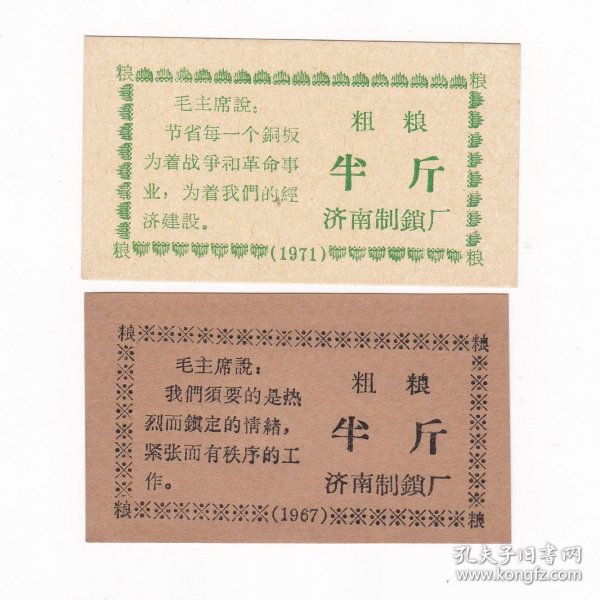 粮 粮
毛主席說：
节省每一个銅板
为着战爭和革命事
业，为着我們的經
济建設。
粗粮
半斤
济南制鎖厂
粮 (1971) 粮
粮 粮
毛主席說：
我們須要的是热
烈而鎮定的情緒，
紧张而有秩序的工
作。
粗粮
半斤
济南制鎖厂
粮 (1967) 粮
孔夫子旧书网
www.kongfz.com